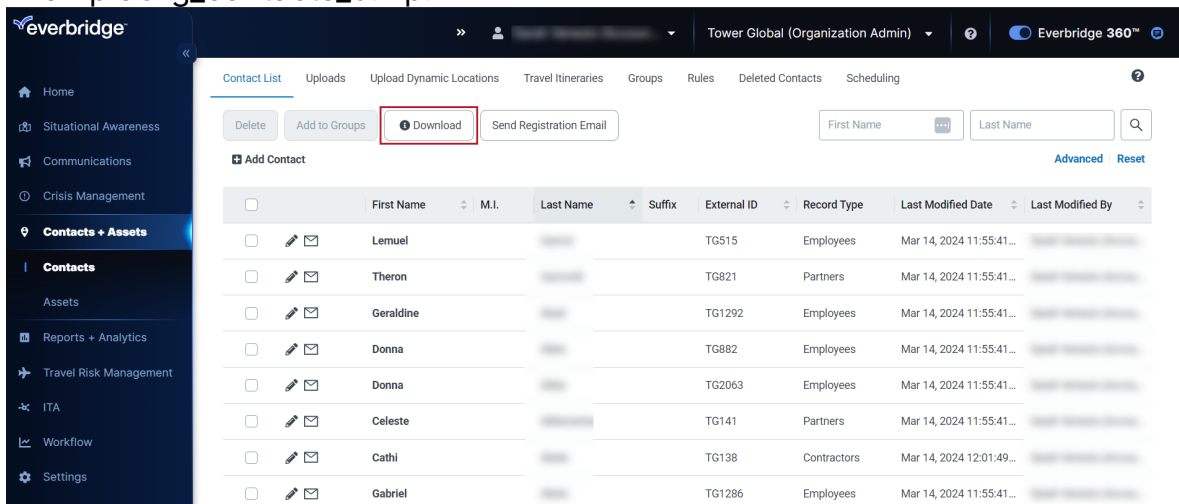 everbridge
» Tower Global (Organization Admin) Everbridge 360™
«
Contact List Uploads Upload Dynamic Locations Travel Itineraries Groups Rules Deleted Contacts Scheduling
Home
Situational Awareness
Communications
Crisis Management
Contacts + Assets
Contacts
Assets
Reports + Analytics
Travel Risk Management
ITA
Workflow
Settings
Delete Add to Groups Download Send Registration Email First Name Last Name
Add Contact Advanced Reset
First Name M.I. Last Name Suffix External ID Record Type Last Modified Date Last Modified By
Lemuel TG515 Employees Mar 14, 2024 11:55:41...
Theron TG821 Partners Mar 14, 2024 11:55:41...
Geraldine TG1292 Employees Mar 14, 2024 11:55:41...
Donna TG882 Employees Mar 14, 2024 11:55:41...
Donna TG2063 Employees Mar 14, 2024 11:55:41...
Celeste TG141 Partners Mar 14, 2024 11:55:41...
Cathi TG138 Contractors Mar 14, 2024 12:01:49...
Gabriel TG1286 Employees Mar 14, 2024 11:55:41...